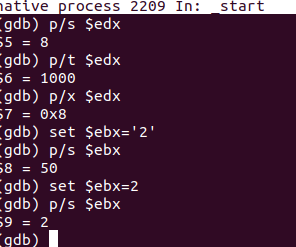 native process 2209 In: _start
(gdb) p/s $edx
$5 = 8
(gdb) p/t $edx
$6 = 1000
(gdb) p/x $edx
$7 = 0x8
(gdb) set $ebx='2'
(gdb) p/s $ebx
$8 = 50
(gdb) set $ebx=2
(gdb) p/s $ebx
$9 = 2
(gdb)